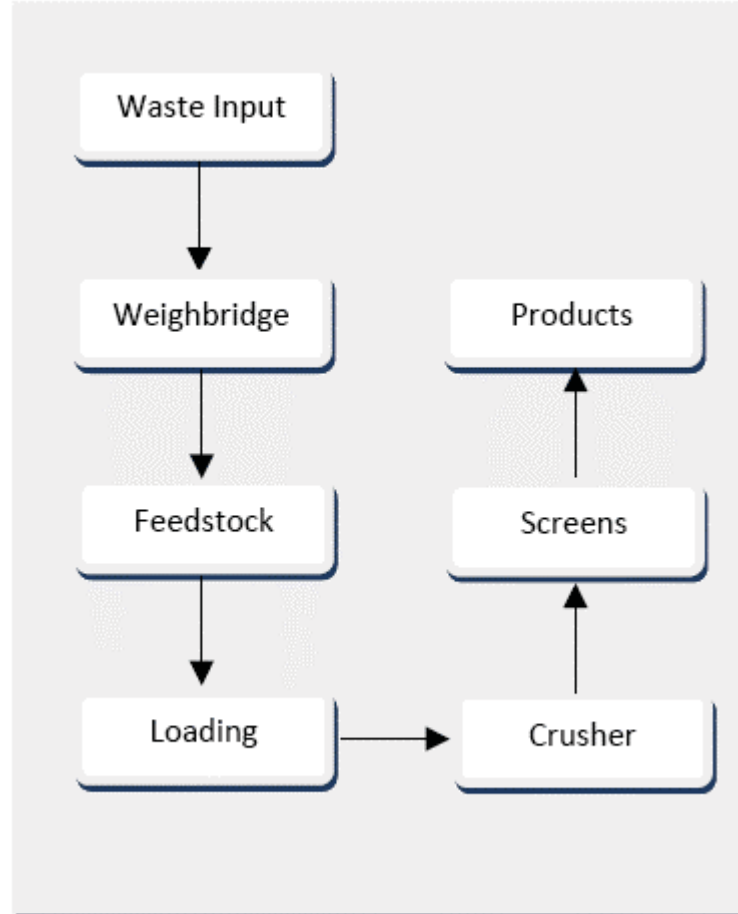 Waste Input
Weighbridge
Feedstock
Loading
Crusher
Screens
Products